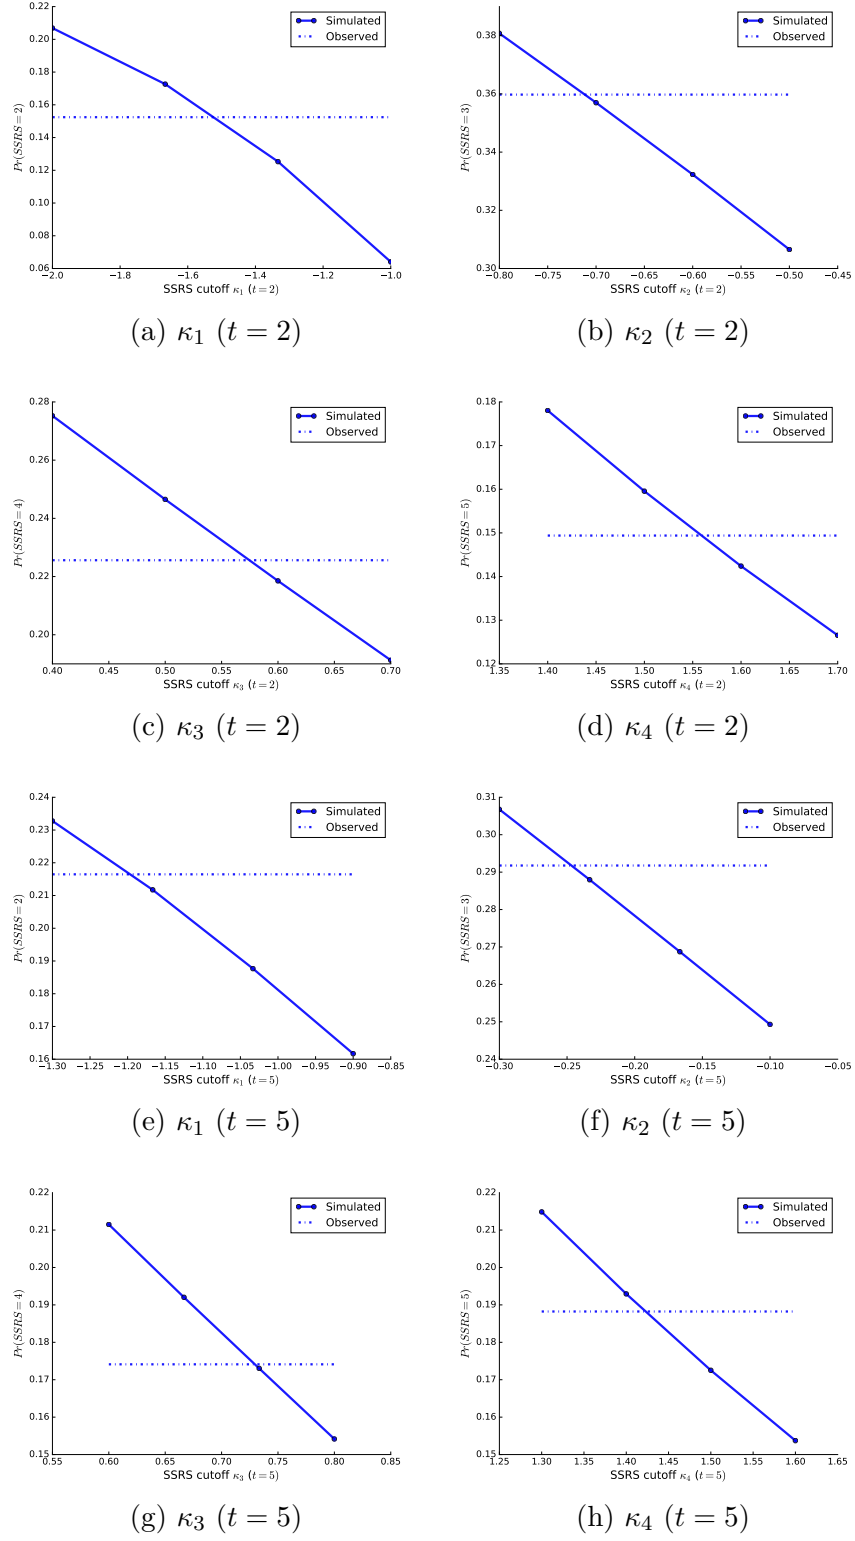 0.22
0.20
0.18
0.16
0.14
0.12
0.10
0.08
0.06
Pr(SSRS = 2)
−2.0 −1.8 −1.6 −1.4 −1.2 −1.0
SSRS cutoff κ1 (t = 2)
Simulated
Observed
(a) κ1 (t = 2)
0.38
0.36
0.34
0.32
0.30
Pr(SSRS = 3)
−0.80 −0.75 −0.70 −0.65 −0.60 −0.55 −0.50 −0.45
SSRS cutoff κ2 (t = 2)
Simulated
Observed
(b) κ2 (t = 2)
0.28
0.26
0.24
0.22
0.20
Pr(SSRS = 4)
0.40 0.45 0.50 0.55 0.60 0.65 0.70
SSRS cutoff κ3 (t = 2)
Simulated
Observed
(c) κ3 (t = 2)
0.18
0.17
0.16
0.15
0.14
0.13
0.12
Pr(SSRS = 5)
1.35 1.40 1.45 1.50 1.55 1.60 1.65 1.70
SSRS cutoff κ4 (t = 2)
Simulated
Observed
(d) κ4 (t = 2)
0.24
0.23
0.22
0.21
0.20
0.19
0.18
0.17
0.16
Pr(SSRS = 2)
−1.30 −1.25 −1.20 −1.15 −1.10 −1.05 −1.00 −0.95 −0.90 −0.85
SSRS cutoff κ1 (t = 5)
Simulated
Observed
(e) κ1 (t = 5)
0.31
0.30
0.29
0.28
0.27
0.26
0.25
0.24
Pr(SSRS = 3)
−0.30 −0.25 −0.20 −0.15 −0.10 −0.05
SSRS cutoff κ2 (t = 5)
Simulated
Observed
(f) κ2 (t = 5)
0.22
0.21
0.20
0.19
0.18
0.17
0.16
0.15
Pr(SSRS = 4)
0.55 0.60 0.65 0.70 0.75 0.80 0.85
SSRS cutoff κ3 (t = 5)
Simulated
Observed
(g) κ3 (t = 5)
0.22
0.21
0.20
0.19
0.18
0.17
0.16
0.15
Pr(SSRS = 5)
1.25 1.30 1.35 1.40 1.45 1.50 1.55 1.60 1.65
SSRS cutoff κ4 (t = 5)
Simulated
Observed
(h) κ4 (t = 5)